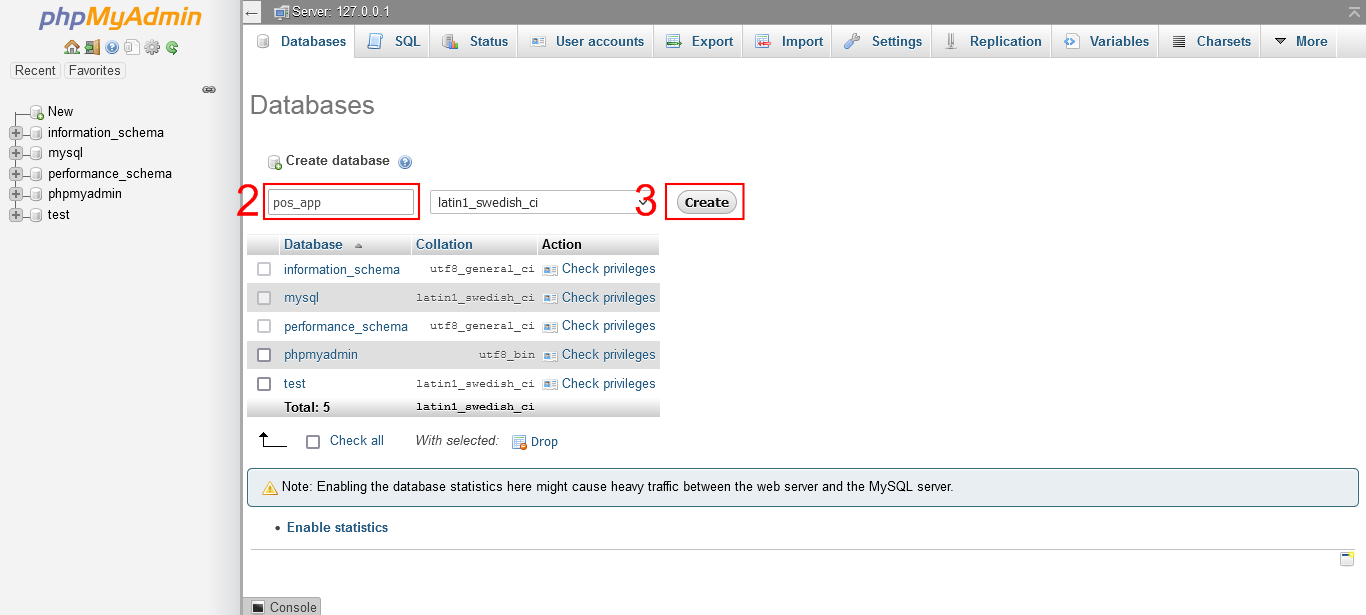 phpMyAdmin
Recent Favorites
New
information_schema
mysql
performance_schema
phpmyadmin
test
← Server: 127.0.0.1
Databases SQL Status User accounts Export Import Settings Replication Variables Charsets More
Databases
Create database
2 pos_app latin1_swedish_ci 3 Create
Database Collation Action
information_schema utf8_general_ci Check privileges
mysql latin1_swedish_ci Check privileges
performance_schema utf8_general_ci Check privileges
phpmyadmin utf8_bin Check privileges
test latin1_swedish_ci Check privileges
Total: 5 latin1_swedish_ci
Check all With selected: Drop
Note: Enabling the database statistics here might cause heavy traffic between the web server and the MySQL server.
• Enable statistics
Console